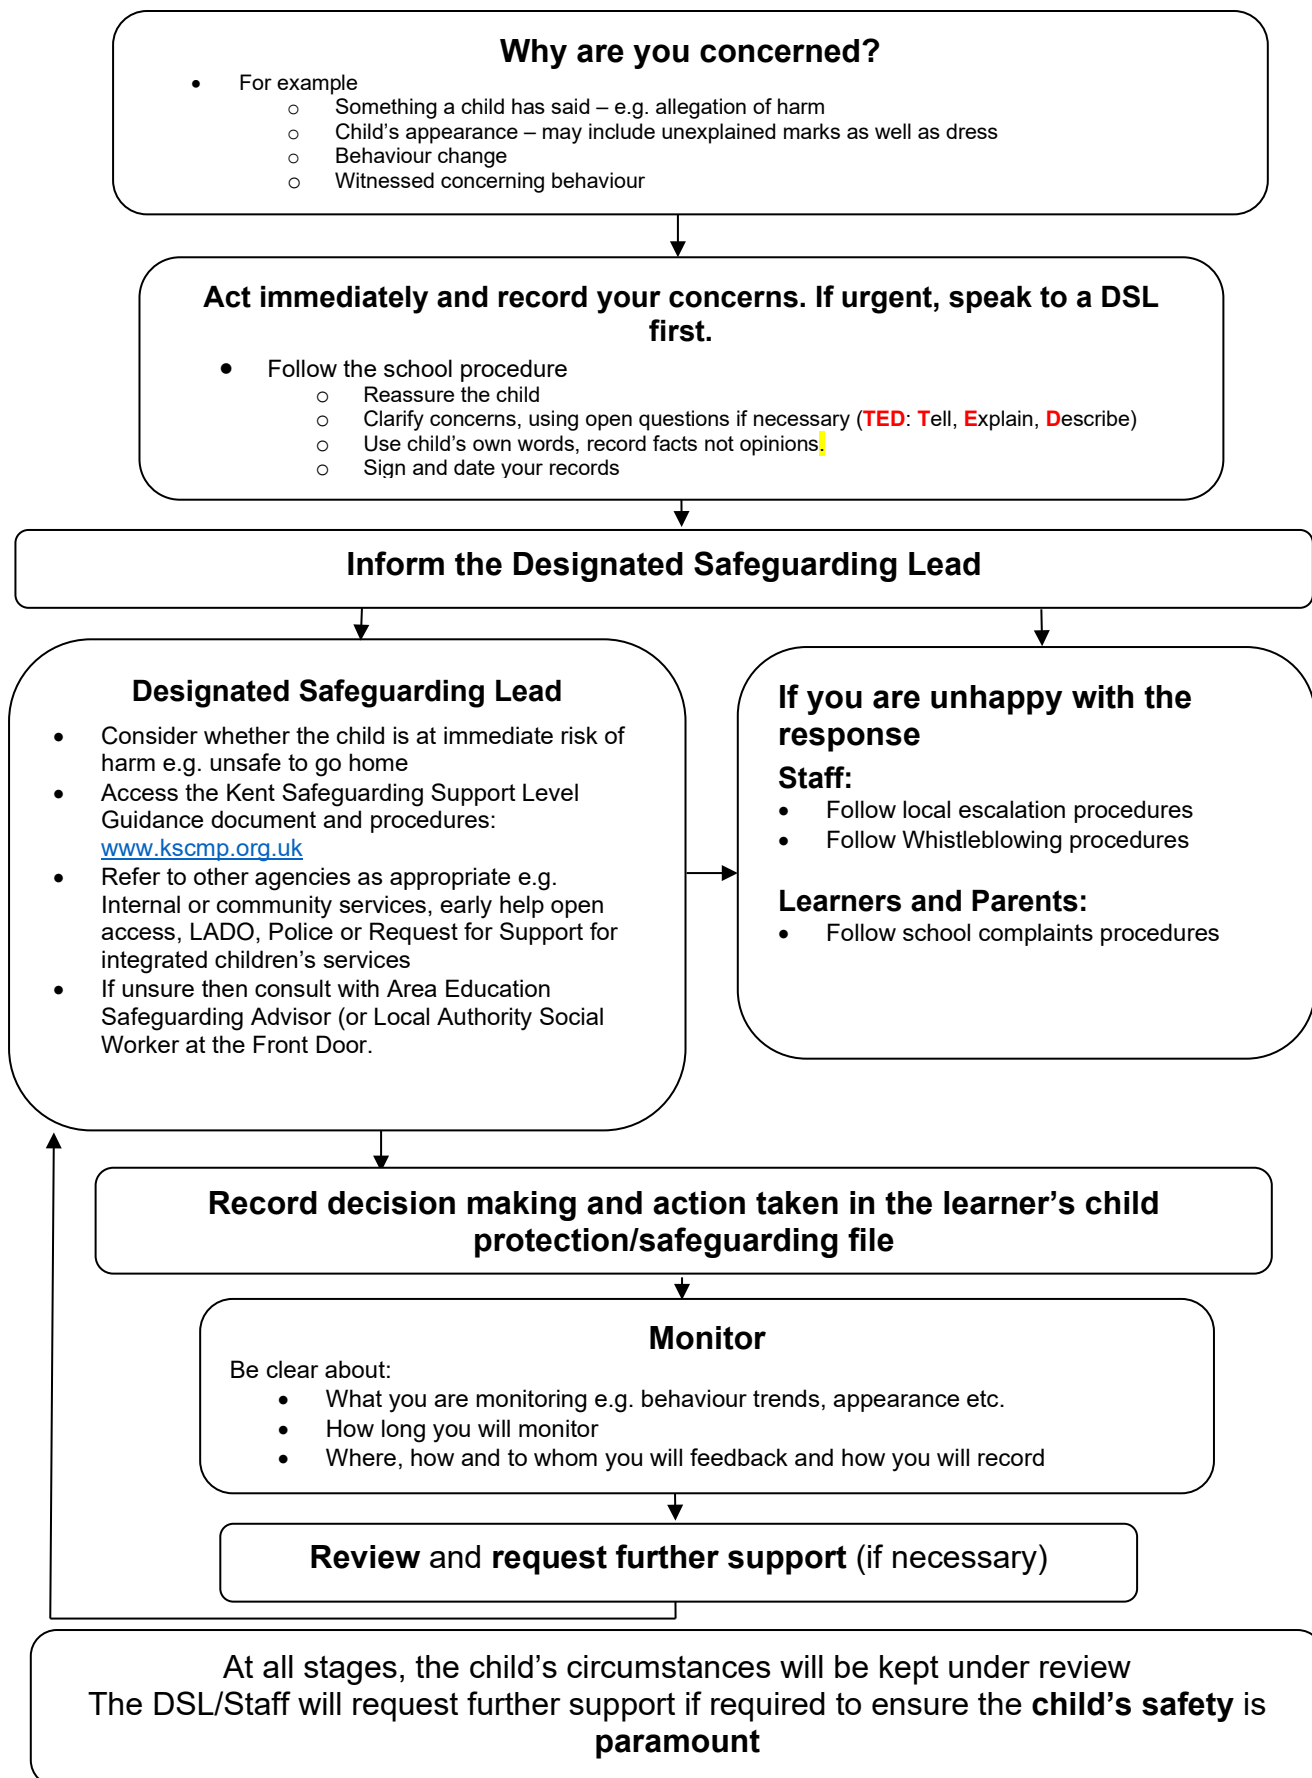 Why are you concerned?
• For example
o Something a child has said – e.g. allegation of harm
o Child’s appearance – may include unexplained marks as well as dress
o Behaviour change
o Witnessed concerning behaviour
Act immediately and record your concerns. If urgent, speak to a DSL
first.
• Follow the school procedure
o Reassure the child
o Clarify concerns, using open questions if necessary (TED: Tell, Explain, Describe)
o Use child’s own words, record facts not opinions.
o Sign and date your records
Inform the Designated Safeguarding Lead
Designated Safeguarding Lead
• Consider whether the child is at immediate risk of
harm e.g. unsafe to go home
• Access the Kent Safeguarding Support Level
Guidance document and procedures:
www.kscmp.org.uk
• Refer to other agencies as appropriate e.g.
Internal or community services, early help open
access, LADO, Police or Request for Support for
integrated children’s services
• If unsure then consult with Area Education
Safeguarding Advisor (or Local Authority Social
Worker at the Front Door.
If you are unhappy with the
response
Staff:
• Follow local escalation procedures
• Follow Whistleblowing procedures
Learners and Parents:
• Follow school complaints procedures
Record decision making and action taken in the learner’s child
protection/safeguarding file
Monitor
Be clear about:
• What you are monitoring e.g. behaviour trends, appearance etc.
• How long you will monitor
• Where, how and to whom you will feedback and how you will record
Review and request further support (if necessary)
At all stages, the child’s circumstances will be kept under review
The DSL/Staff will request further support if required to ensure the child’s safety is
paramount